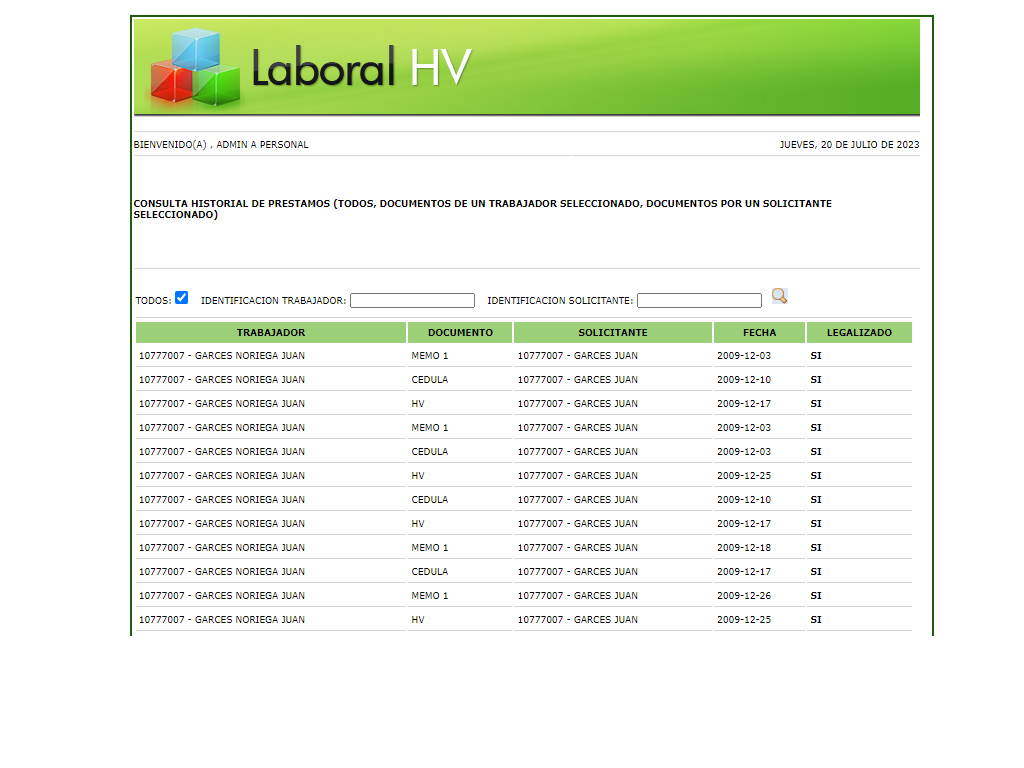 Laboral HV
BIENVENIDO(A) , ADMIN A PERSONAL JUEVES, 20 DE JULIO DE 2023
CONSULTA HISTORIAL DE PRESTAMOS (TODOS, DOCUMENTOS DE UN TRABAJADOR SELECCIONADO, DOCUMENTOS POR UN SOLICITANTE
SELECCIONADO)
TODOS: IDENTIFICACION TRABAJADOR: IDENTIFICACION SOLICITANTE:
TRABAJADOR DOCUMENTO SOLICITANTE FECHA LEGALIZADO
10777007 - GARCES NORIEGA JUAN MEMO 1 10777007 - GARCES JUAN 2009-12-03 SI
10777007 - GARCES NORIEGA JUAN CEDULA 10777007 - GARCES JUAN 2009-12-10 SI
10777007 - GARCES NORIEGA JUAN HV 10777007 - GARCES JUAN 2009-12-17 SI
10777007 - GARCES NORIEGA JUAN MEMO 1 10777007 - GARCES JUAN 2009-12-03 SI
10777007 - GARCES NORIEGA JUAN CEDULA 10777007 - GARCES JUAN 2009-12-03 SI
10777007 - GARCES NORIEGA JUAN HV 10777007 - GARCES JUAN 2009-12-25 SI
10777007 - GARCES NORIEGA JUAN CEDULA 10777007 - GARCES JUAN 2009-12-10 SI
10777007 - GARCES NORIEGA JUAN HV 10777007 - GARCES JUAN 2009-12-17 SI
10777007 - GARCES NORIEGA JUAN MEMO 1 10777007 - GARCES JUAN 2009-12-18 SI
10777007 - GARCES NORIEGA JUAN CEDULA 10777007 - GARCES JUAN 2009-12-17 SI
10777007 - GARCES NORIEGA JUAN MEMO 1 10777007 - GARCES JUAN 2009-12-26 SI
10777007 - GARCES NORIEGA JUAN HV 10777007 - GARCES JUAN 2009-12-25 SI